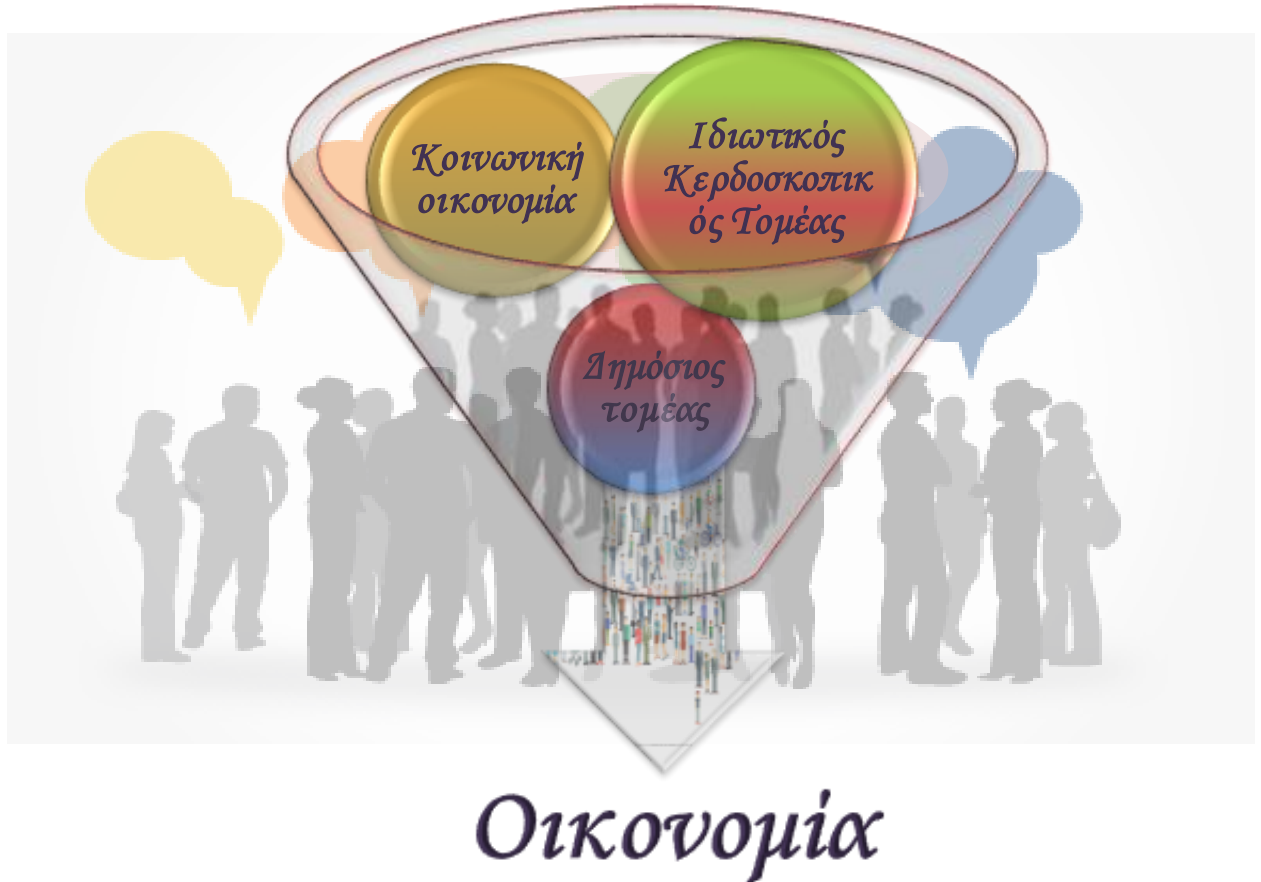 Κοινωνική
οικονομία
Ιδιωτικός
Κερδοσκοπικ
ός Τομέας
Δημόσιος
τομέας
Οικονομία